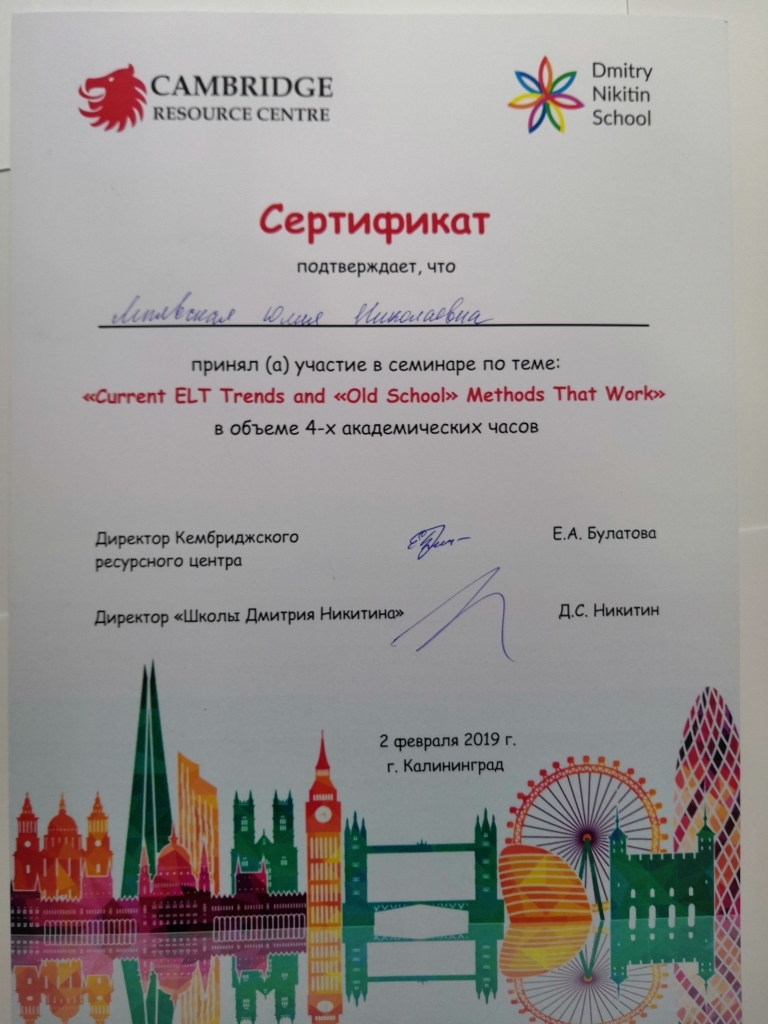 CAMBRIDGE
RESOURCE CENTRE
Dmitry
Nikitin
School
Сертификат
подтверждает, что
Юлия Николаевна
принял (а) участие в семинаре по теме:
«Current ELT Trends and «Old School» Methods That Work»
в объеме 4-х академических часов
Директор Кембриджского
ресурсного центра
Е.А. Булатова
Директор «Школы Дмитрия Никитина»
Д.С. Никитин
2 февраля 2019 г.
г. Калининград